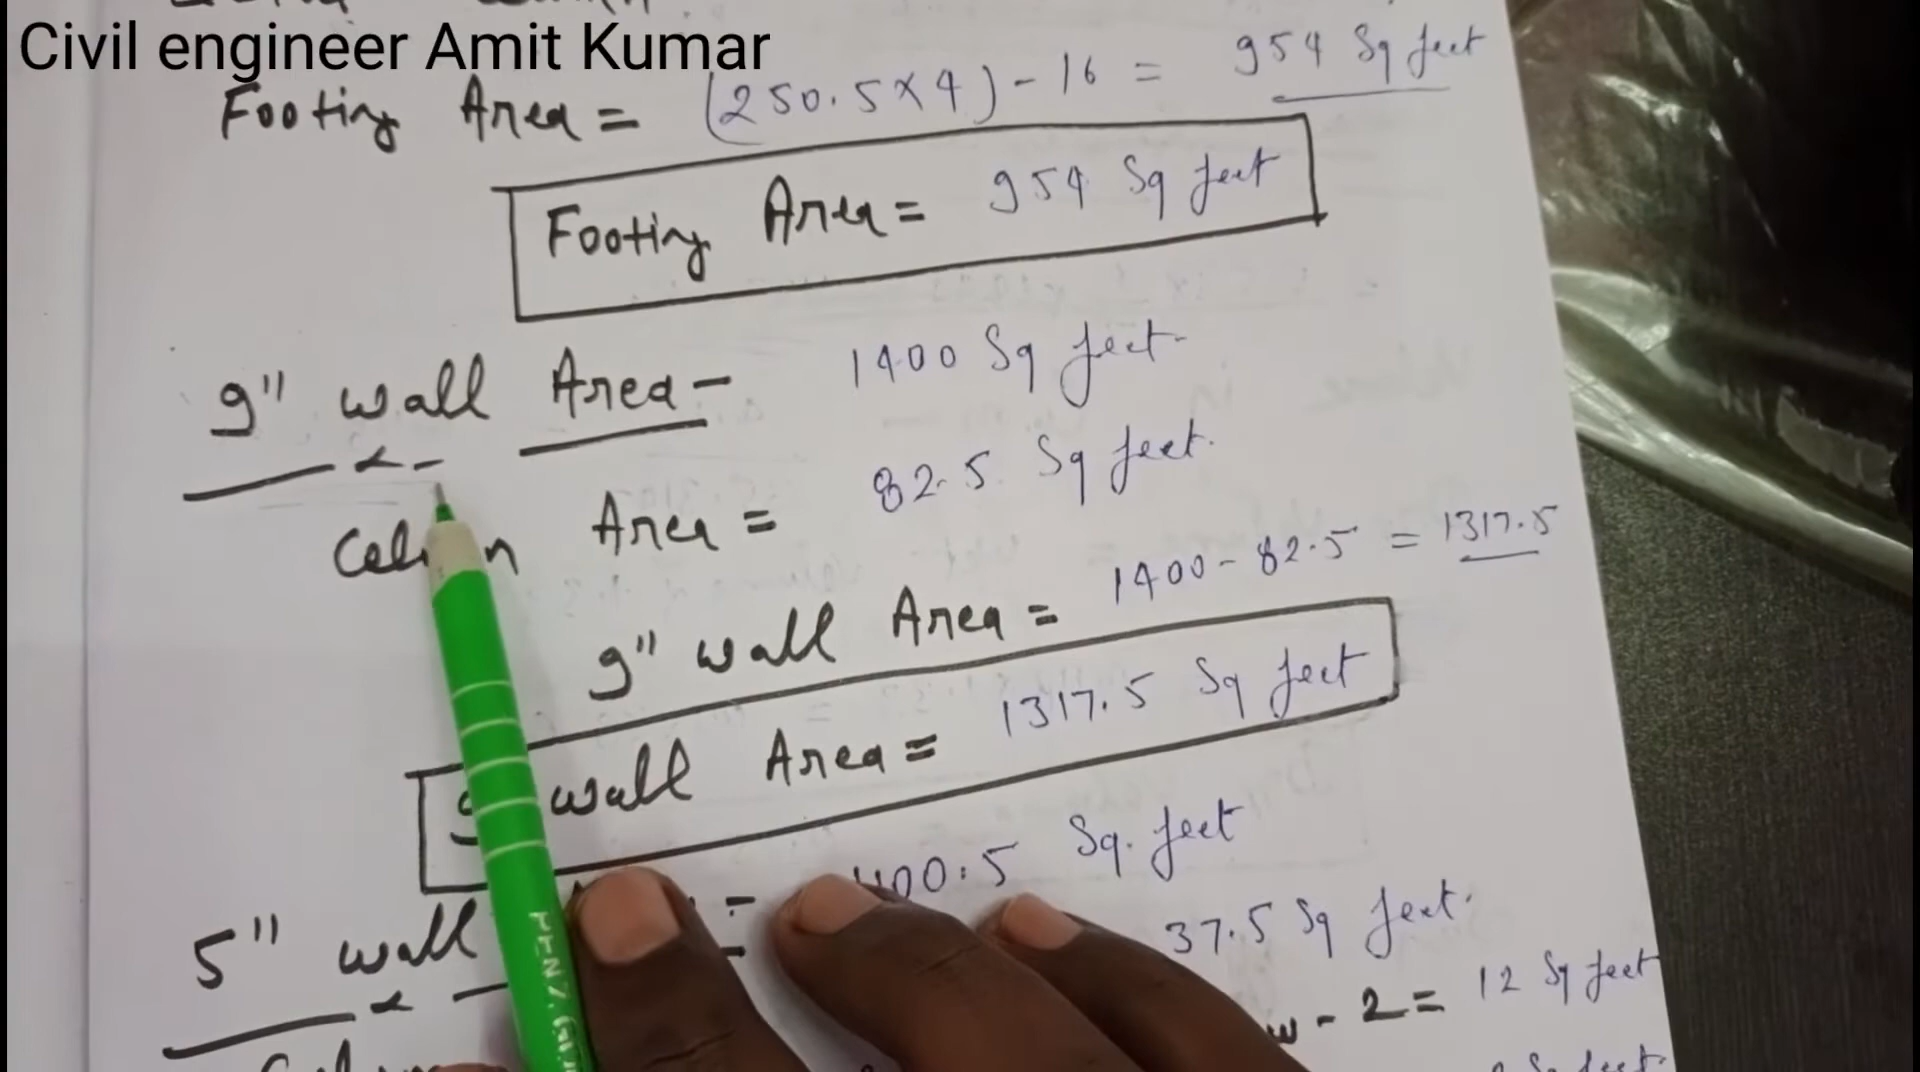 Civil engineer Amit Kumar
Footing Area = (250.5×4) - 16 = 954 Sq feet
Footing Area = 954 Sq feet
9" wall Area - 1400 Sq feet.
Area = 82.5 Sq feet.
9" wall Area = 1400 - 82.5 = 1317.5
wall Area = 1317.5 Sq feet
5" wall = 400.5 Sq. feet
37.5 Sq feet.
- 2 = 12 Sq feet